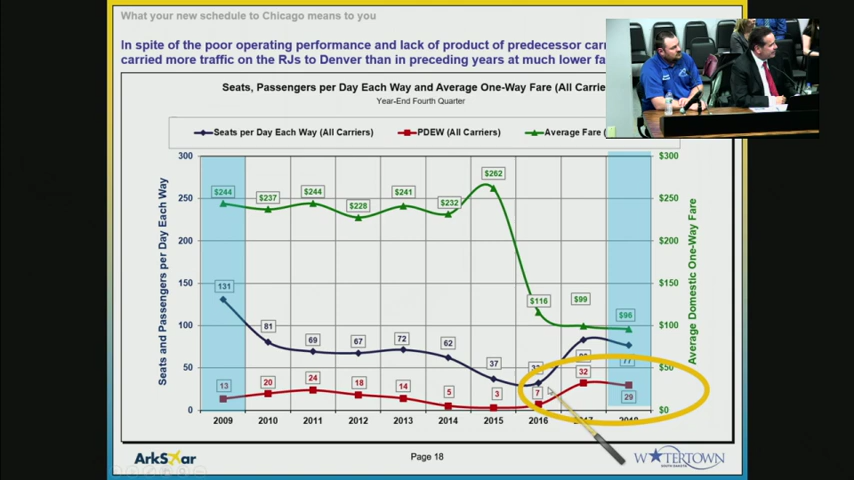 What your new schedule to Chicago means to you
In spite of the poor operating performance and lack of product of predecessor
carried more traffic on the RJs to Denver than in preceding years at much lower
Seats, Passengers per Day Each Way and Average One-Way Fare (All
Year-End Fourth Quarter
Seats per Day Each Way (All Carriers) PDEW (All Carriers) Average Fare
300 $300
$262
250 $250
$244 $237 $244 $228 $241 $232
200 $200
150 $150
131
$116 $99 $96
100 $100
81 69 67 72 62
50 $50
37 77
13 20 24 18 14 5 3 7 32 29
0 $0
2009 2010 2011 2012 2013 2014 2015 2016
Seats and Passengers per Day Each Way
Average Domestic One-Way Fare
ArkStar Page 18 WATERTOWN
SOUTH DAKOTA